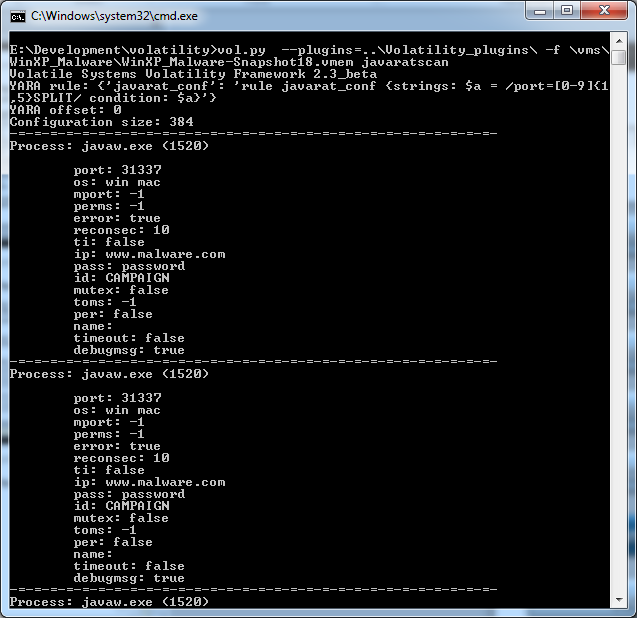 C:\Windows\system32\cmd.exe
E:\Development\volatility>vol.py  --plugins=..\Volatility_plugins\ -f \vms\
WinXP_Malware\WinXP_Malware-Snapshot18.vmem javaratscan
Volatile Systems Volatility Framework 2.3_beta
YARA rule: {'javarat_conf': 'rule javarat_conf {strings: $a = /port=[0-9]{1
,5}SPLIT/ condition: $a}'}
YARA offset: 0
Configuration size: 384
-------------------------------------------------------------
Process: javaw.exe (1520)
port: 31337
os: win mac
mport: -1
perms: -1
error: true
reconsec: 10
ti: false
ip: www.malware.com
pass: password
id: CAMPAIGN
mutex: false
toms: -1
per: false
name:
timeout: false
debugmsg: true
-------------------------------------------------------------
Process: javaw.exe (1520)
port: 31337
os: win mac
mport: -1
perms: -1
error: true
reconsec: 10
ti: false
ip: www.malware.com
pass: password
id: CAMPAIGN
mutex: false
toms: -1
per: false
name:
timeout: false
debugmsg: true
-------------------------------------------------------------
Process: javaw.exe (1520)